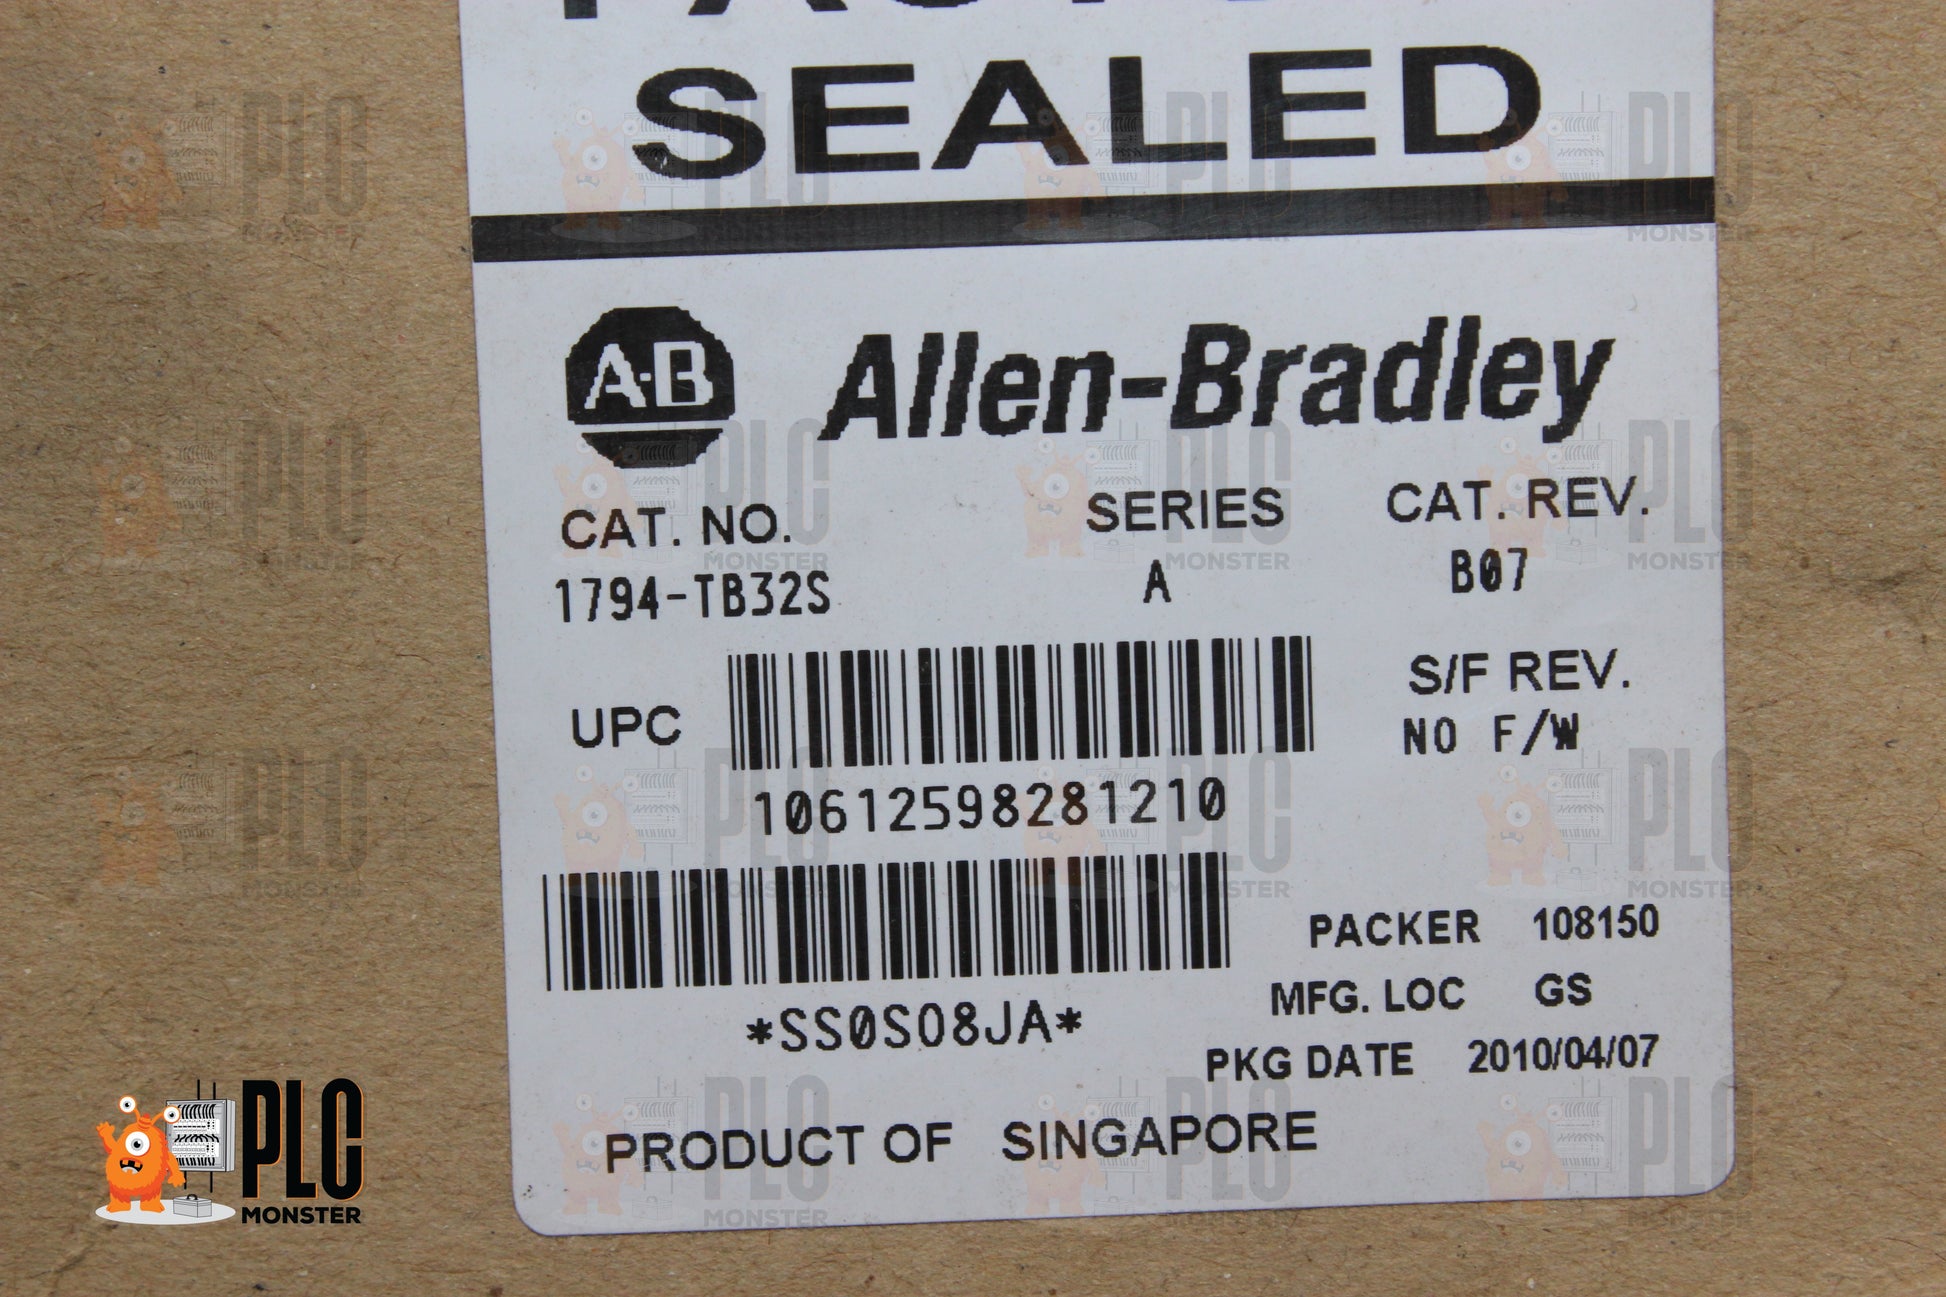 SEALED
A-B Allen-Bradley
CAT. NO. SERIES CAT. REV.
1794-TB32S A B07
UPC S/F REV.
NO F/W
10612598281210
PACKER 108150
*SS0S08JA* MFG. LOC GS
PKG DATE 2010/04/07
PRODUCT OF SINGAPORE
PLC
MONSTER